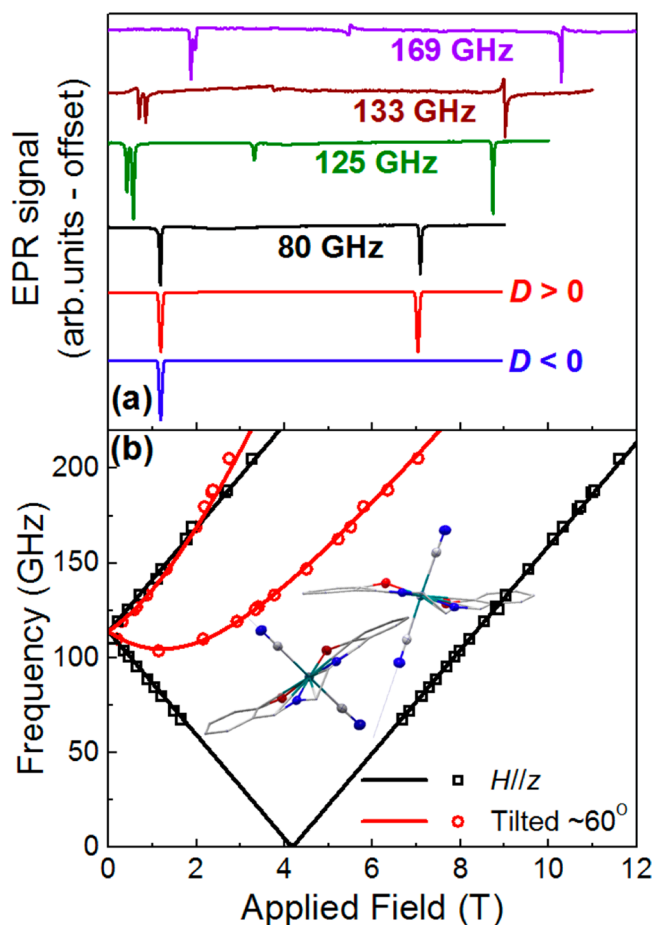 EPR signal
(arb.units - offset)
169 GHz
133 GHz
125 GHz
80 GHz
D > 0
D < 0
(a)
(b)
200
150
100
50
0
Frequency (GHz)
H//z
Tilted ~60°
0 2 4 6 8 10 12
Applied Field (T)